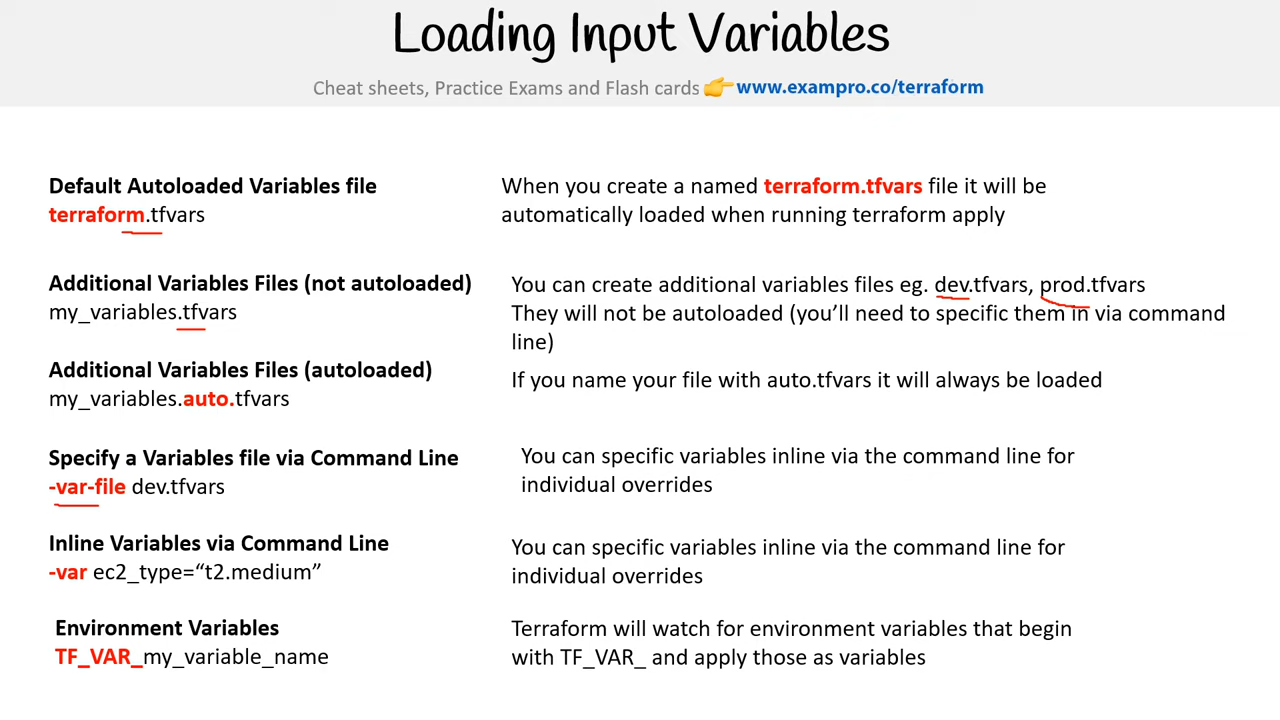 Loading Input Variables
Cheat sheets, Practice Exams and Flash cards 👉 www.exampro.co/terraform
Default Autoloaded Variables file
terraform.tfvars
When you create a named terraform.tfvars file it will be
automatically loaded when running terraform apply
Additional Variables Files (not autoloaded)
my_variables.tfvars
You can create additional variables files eg. dev.tfvars, prod.tfvars
They will not be autoloaded (you’ll need to specific them in via command
line)
Additional Variables Files (autoloaded)
my_variables.auto.tfvars
If you name your file with auto.tfvars it will always be loaded
Specify a Variables file via Command Line
-var-file dev.tfvars
You can specific variables inline via the command line for
individual overrides
Inline Variables via Command Line
-var ec2_type=“t2.medium”
You can specific variables inline via the command line for
individual overrides
Environment Variables
TF_VAR_my_variable_name
Terraform will watch for environment variables that begin
with TF_VAR_ and apply those as variables